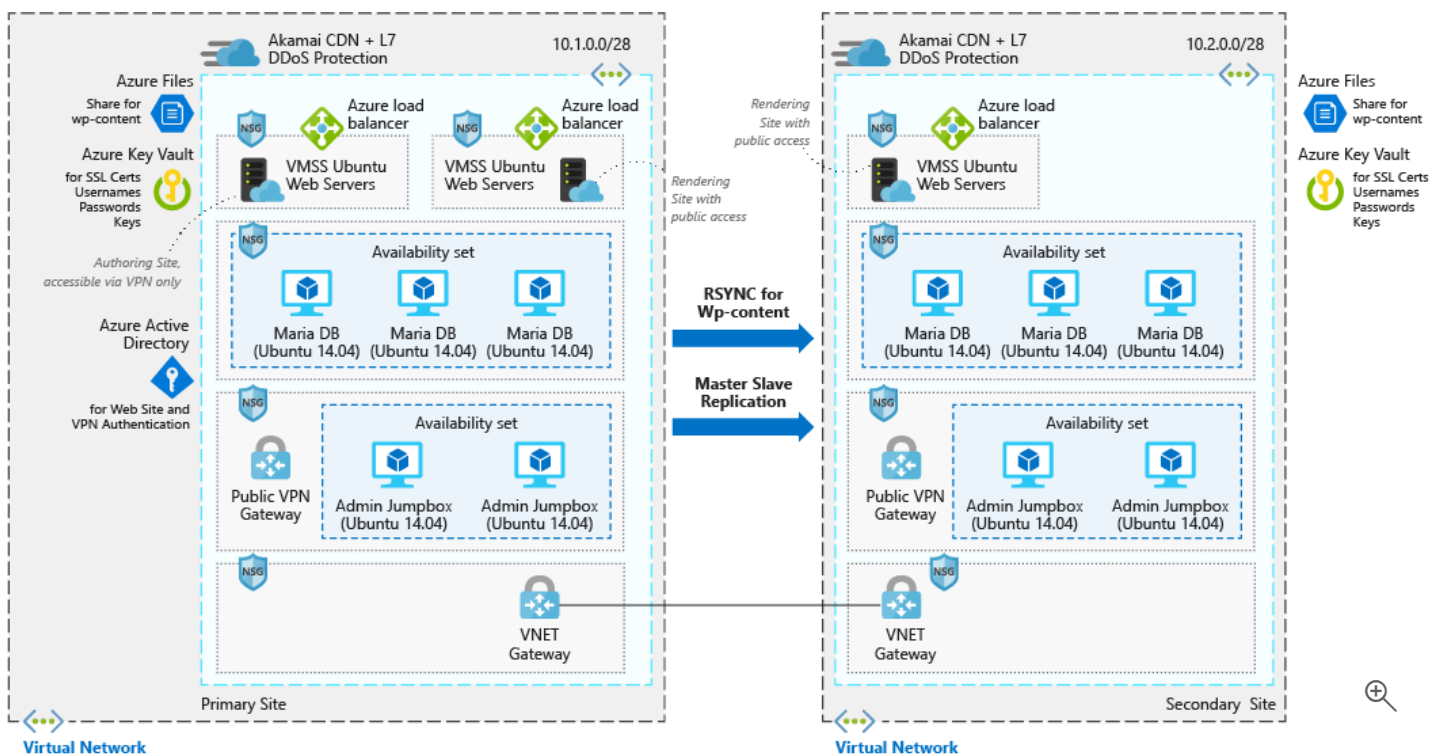 Akamai CDN + L7
DDoS Protection
10.1.0.0/28
Azure Files
Share for
wp-content
Azure Key Vault
for SSL Certs
Usernames
Passwords
Keys
Authoring Site,
accessible via VPN only
Azure Active
Directory
for Web Site and
VPN Authentication
NSG
Azure load
balancer
VMSS Ubuntu
Web Servers
NSG
Azure load
balancer
VMSS Ubuntu
Web Servers
Rendering
Site with
public access
NSG
Availability set
Maria DB
(Ubuntu 14.04)
Maria DB
(Ubuntu 14.04)
Maria DB
(Ubuntu 14.04)
NSG
Public VPN
Gateway
Availability set
Admin Jumpbox
(Ubuntu 14.04)
Admin Jumpbox
(Ubuntu 14.04)
NSG
VNET
Gateway
Primary Site
Virtual Network
RSYNC for
Wp-content
Master Slave
Replication
Akamai CDN + L7
DDoS Protection
10.2.0.0/28
Rendering
Site with
public access
NSG
Azure load
balancer
VMSS Ubuntu
Web Servers
NSG
Availability set
Maria DB
(Ubuntu 14.04)
Maria DB
(Ubuntu 14.04)
Maria DB
(Ubuntu 14.04)
NSG
Public VPN
Gateway
Availability set
Admin Jumpbox
(Ubuntu 14.04)
Admin Jumpbox
(Ubuntu 14.04)
NSG
VNET
Gateway
Secondary Site
Virtual Network
Azure Files
Share for
wp-content
Azure Key Vault
for SSL Certs
Usernames
Passwords
Keys